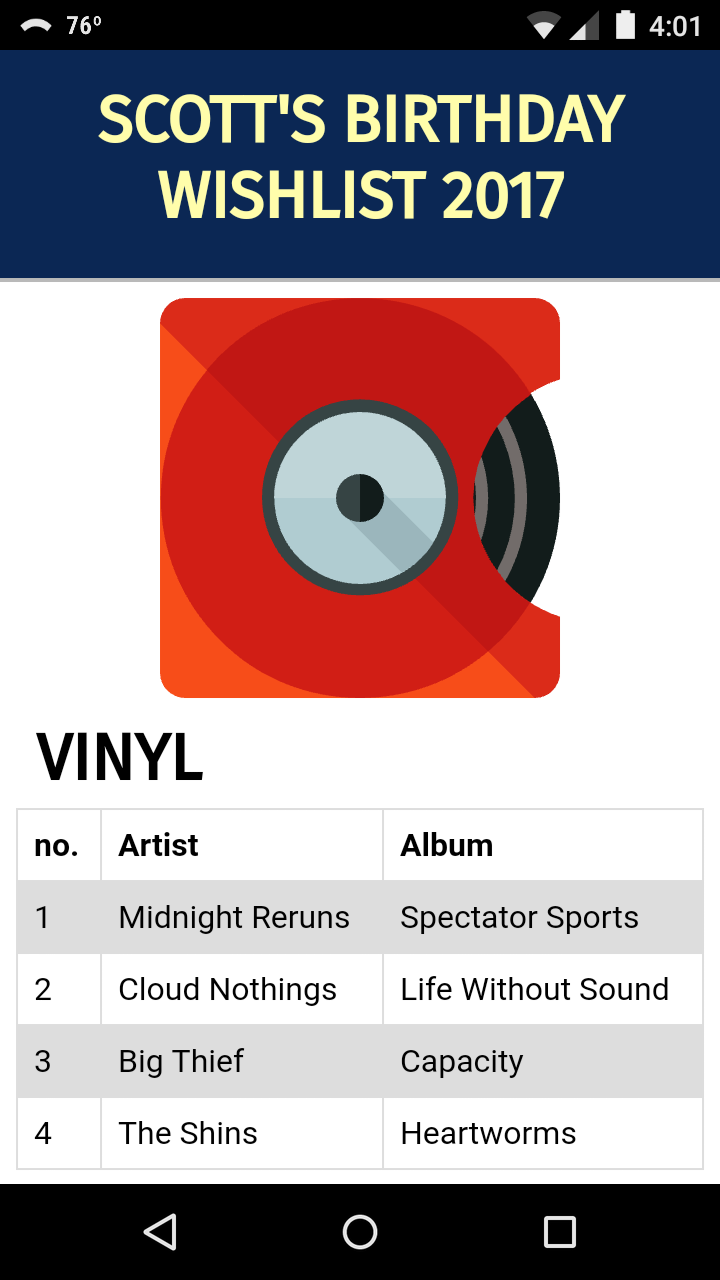 76° 4:01
SCOTT'S BIRTHDAY
WISHLIST 2017
VINYL
no. Artist Album
1 Midnight Reruns Spectator Sports
2 Cloud Nothings Life Without Sound
3 Big Thief Capacity
4 The Shins Heartworms